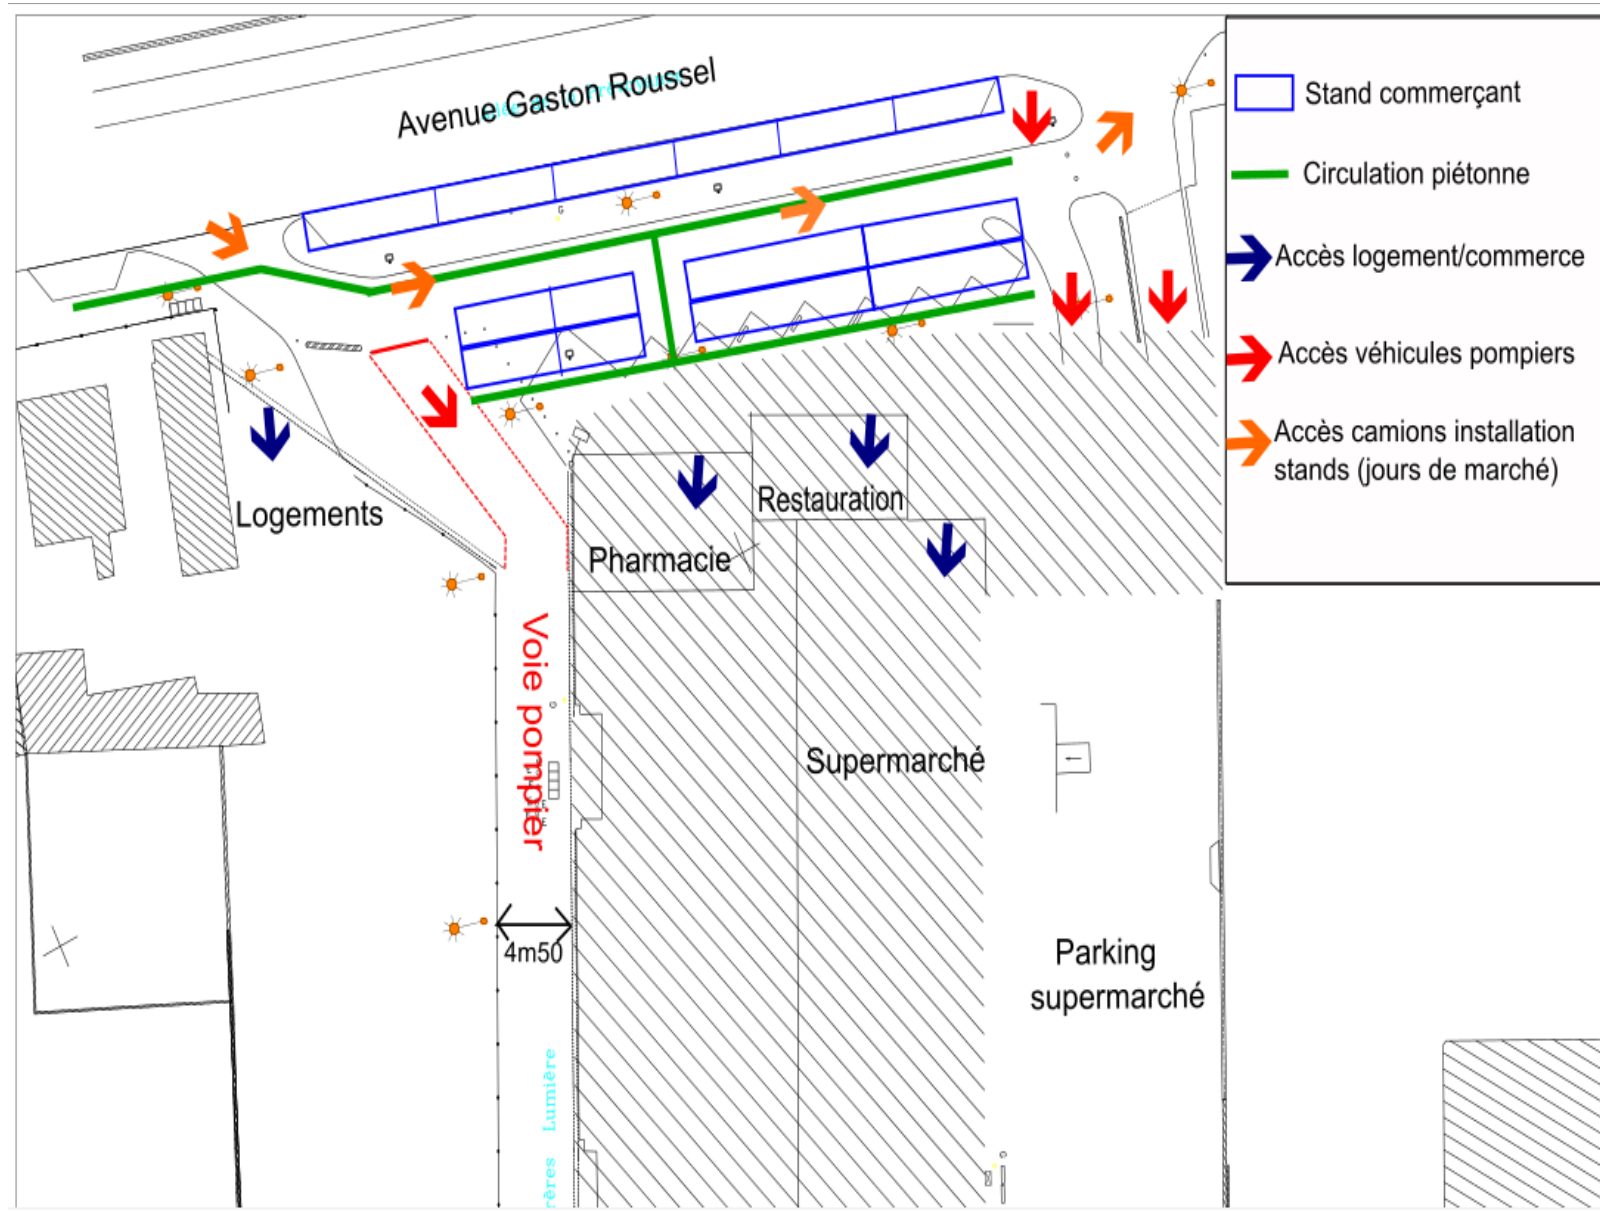 Avenue Gaston Roussel
Stand commerçant
Circulation piétonne
Accès logement/commerce
Accès véhicules pompiers
Accès camions installation
stands (jours de marché)
Logements
Restauration
Pharmacie
Voie pompier
Supermarché
4m50
Parking
supermarché
rères Lumière